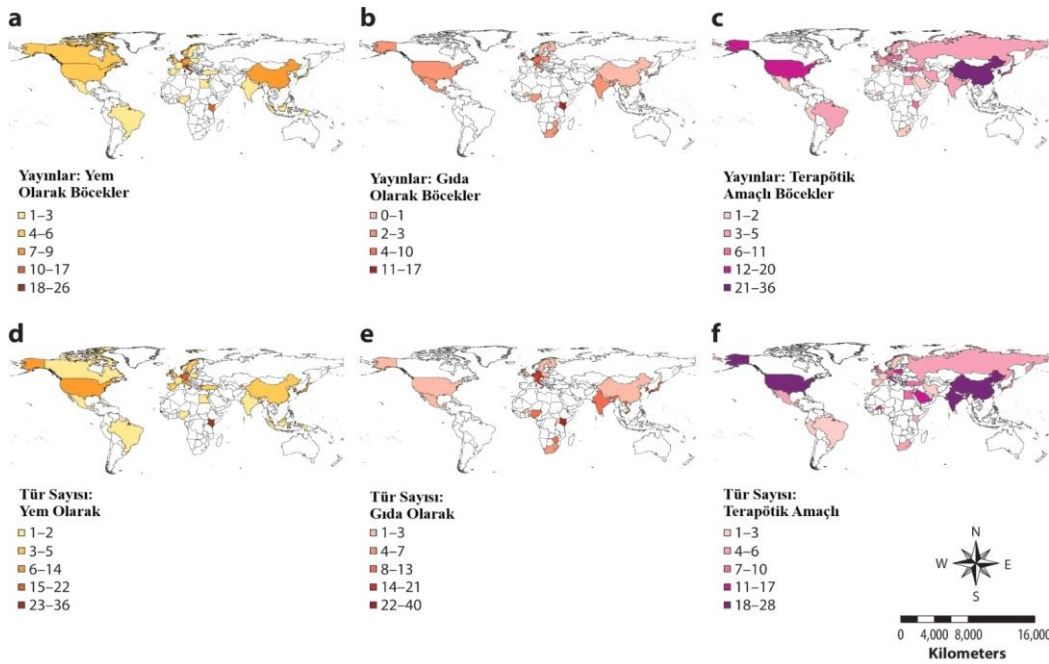 a
b
c
Yayınlar: Yem
Olarak Böcekler
1–3
4–6
7–9
10–17
18–26
Yayınlar: Gıda
Olarak Böcekler
0–1
2–3
4–10
11–17
Yayınlar: Terapötik
Amaçlı Böcekler
1–2
3–5
6–11
12–20
21–36
d
e
f
Tür Sayısı:
Yem Olarak
1–2
3–5
6–14
15–22
23–36
Tür Sayısı:
Gıda Olarak
1–3
4–7
8–13
14–21
22–40
Tür Sayısı:
Terapötik Amaçlı
1–3
4–6
7–10
11–17
18–28
N
W E
S
0 4,000 8,000 16,000
Kilometers